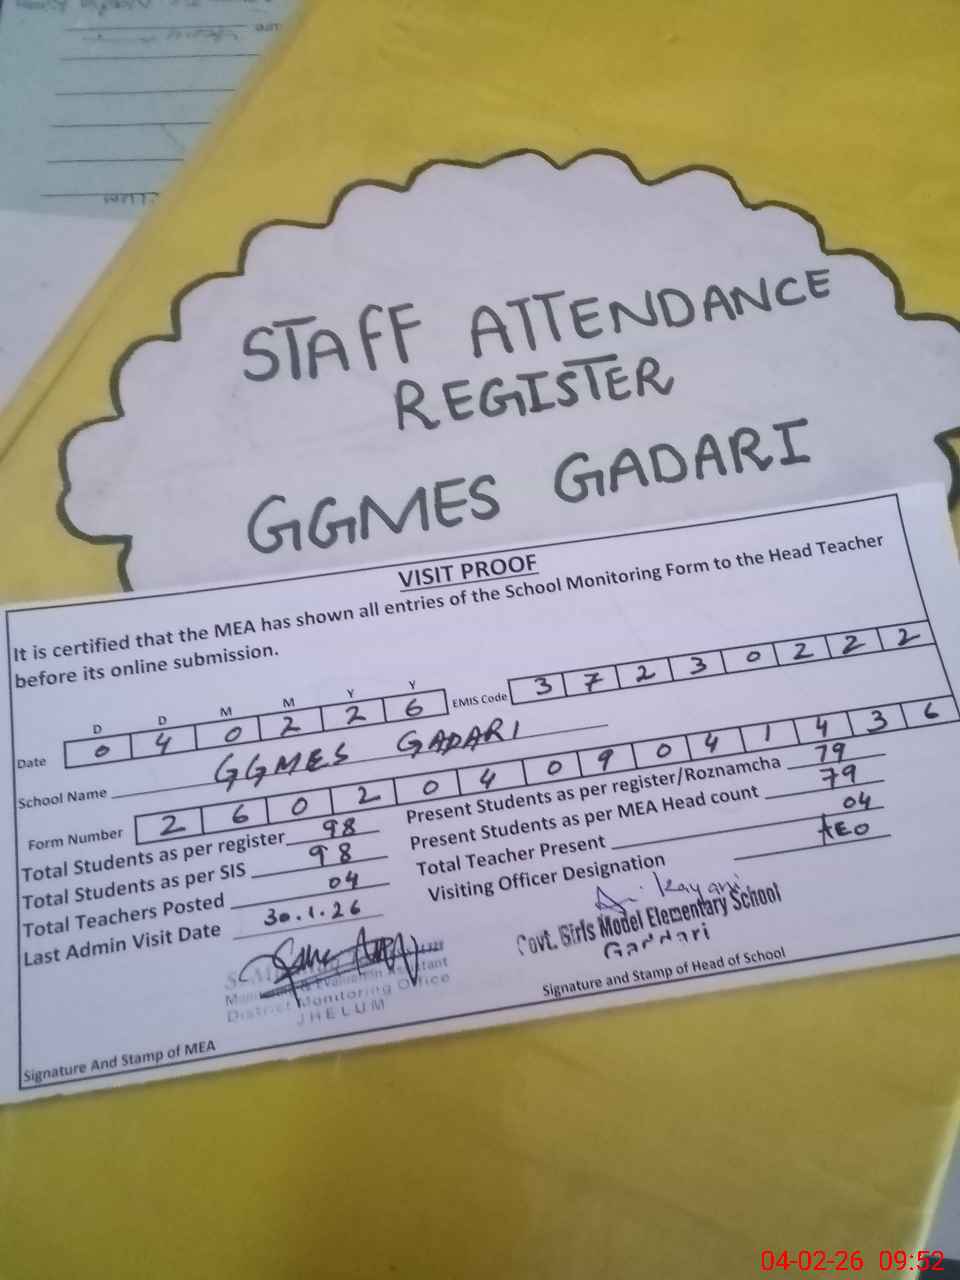 STAFF ATTENDANCE
REGISTER
GGMES GADARI
VISIT PROOF
It is certified that the MEA has shown all entries of the School Monitoring Form to the Head Teacher
before its online submission.
D D M M Y Y
Date 0 4 0 2 2 6 EMIS Code 3 7 2 3 0 2 2 2
School Name GGMES GADARI
Form Number 2 6 0 2 0 4 0 9 0 4 1 4 3 6
Total Students as per register 98 Present Students as per register/Roznamcha 79
Total Students as per SIS 98 Present Students as per MEA Head count 79
Total Teachers Posted 04 Total Teacher Present 04
Last Admin Visit Date 30.1.26 Visiting Officer Designation AEO
Govt. Girls Model Elementary School
Gaddari
Monitoring & Evaluation Assistant
District Monitoring Office
JHELUM
Signature And Stamp of MEA
Signature and Stamp of Head of School
04-02-26 09:52